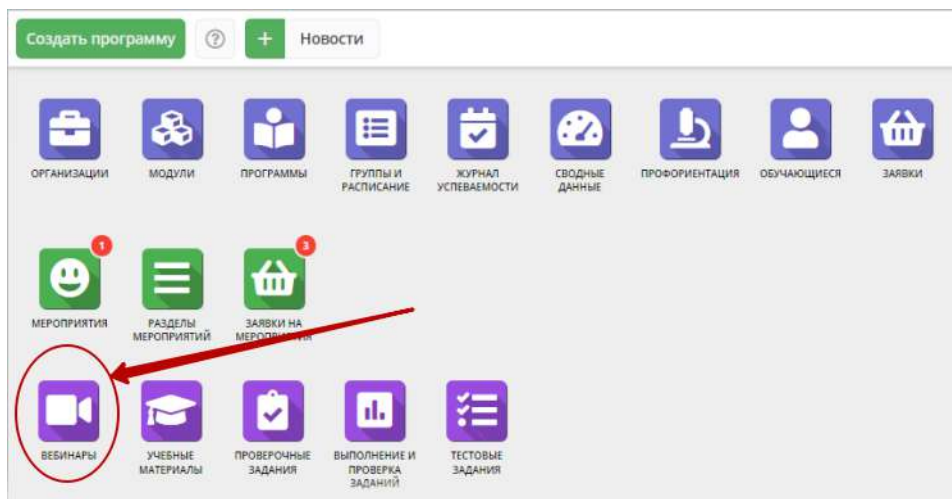 Создать программу
+ Новости
ОРГАНИЗАЦИИ
МОДУЛИ
ПРОГРАММЫ
ГРУППЫ И
РАСПИСАНИЕ
ЖУРНАЛ
УСПЕВАЕМОСТИ
СВОДНЫЕ
ДАННЫЕ
ПРОФОРИЕНТАЦИЯ
ОБУЧАЮЩИЕСЯ
ЗАЯВКИ
1
МЕРОПРИЯТИЯ
РАЗДЕЛЫ
МЕРОПРИЯТИЙ
3
ЗАЯВКИ НА
МЕРОПРИЯТИЯ
ВЕБИНАРЫ
УЧЕБНЫЕ
МАТЕРИАЛЫ
ПРОВЕРОЧНЫЕ
ЗАДАНИЯ
ВЫПОЛНЕНИЕ И
ПРОВЕРКА
ЗАДАНИЙ
ТЕСТОВЫЕ
ЗАДАНИЯ